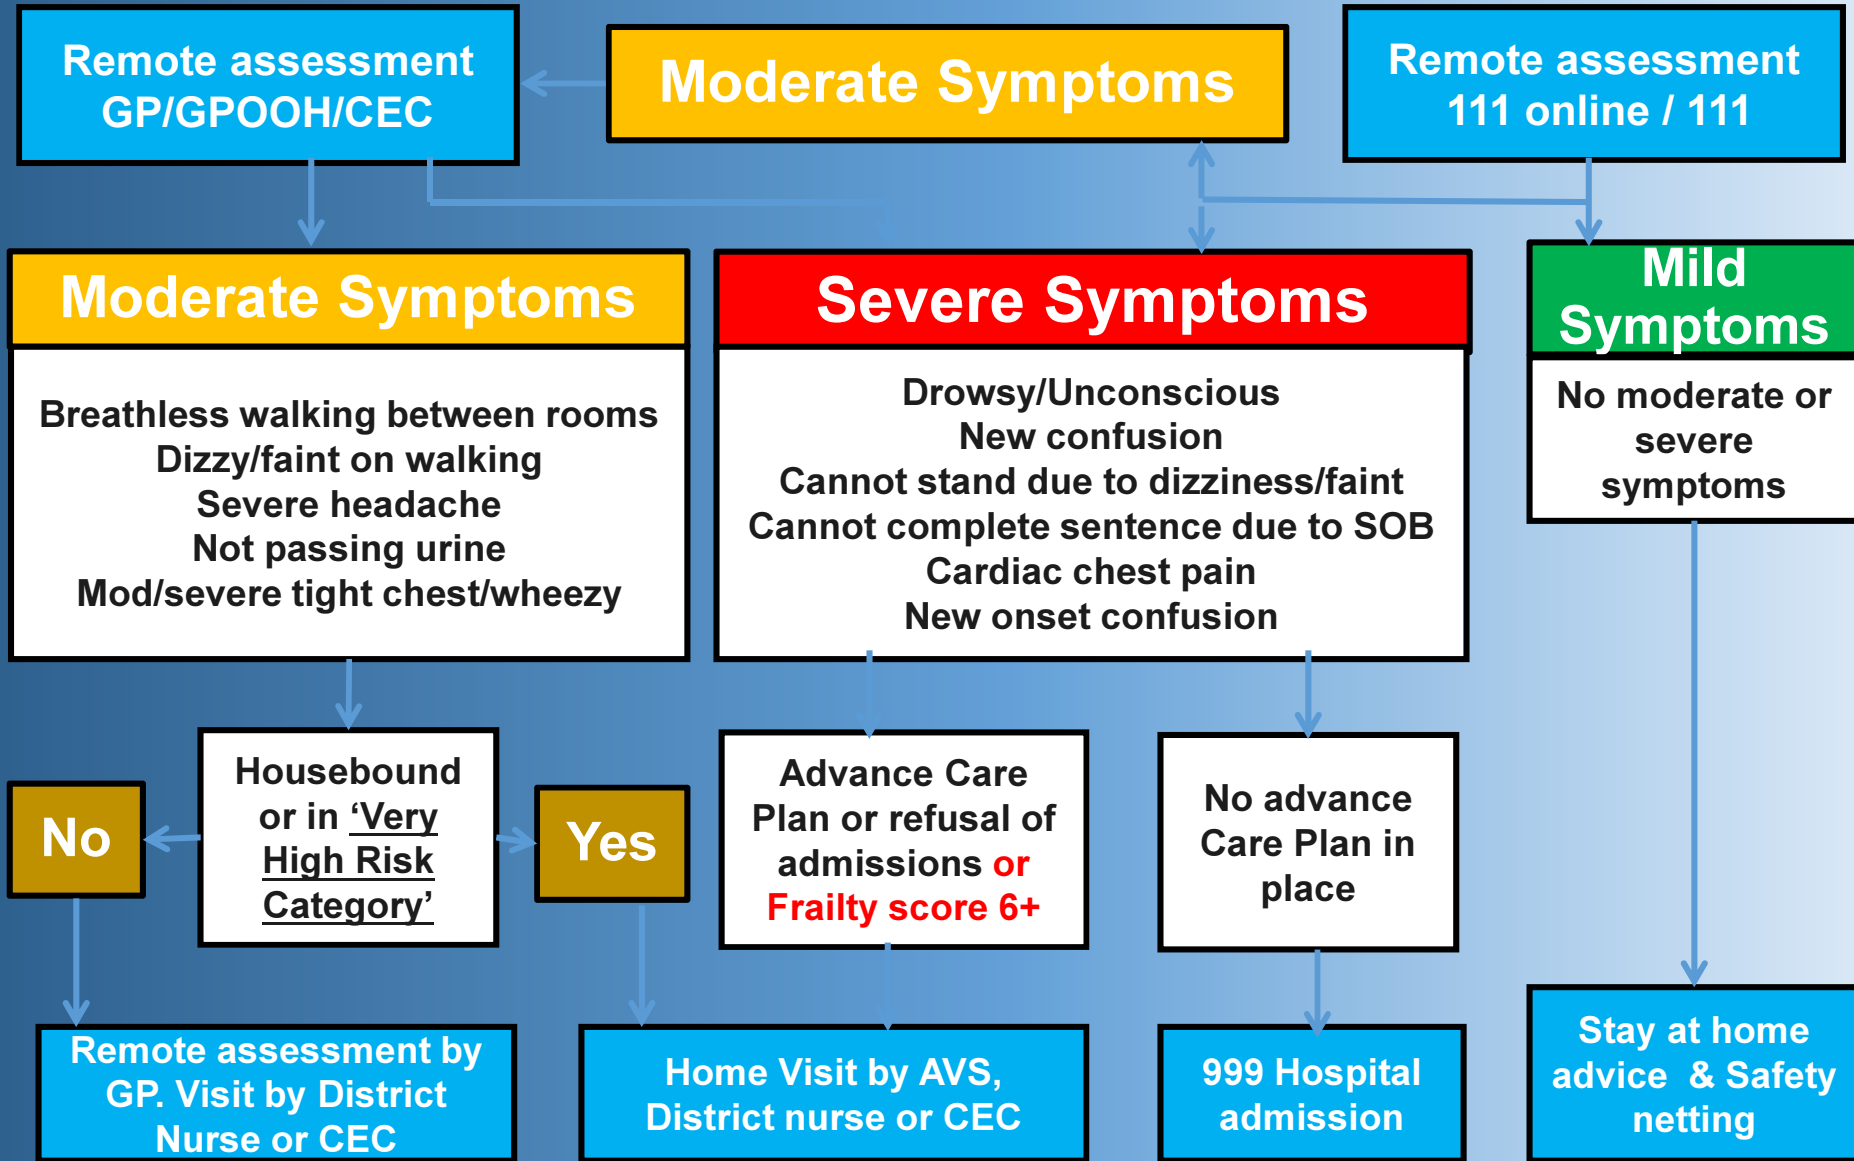 Remote assessment
GP/GPOOH/CEC
Moderate Symptoms
Remote assessment
111 online / 111
Moderate Symptoms
Breathless walking between rooms
Dizzy/faint on walking
Severe headache
Not passing urine
Mod/severe tight chest/wheezy
Severe Symptoms
Drowsy/Unconscious
New confusion
Cannot stand due to dizziness/faint
Cannot complete sentence due to SOB
Cardiac chest pain
New onset confusion
Mild
Symptoms
No moderate or
severe
symptoms
No
Housebound
or in ‘Very
High Risk
Category’
Yes
Advance Care
Plan or refusal of
admissions or
Frailty score 6+
No advance
Care Plan in
place
Remote assessment by
GP. Visit by District
Nurse or CEC
Home Visit by AVS,
District nurse or CEC
999 Hospital
admission
Stay at home
advice & Safety
netting